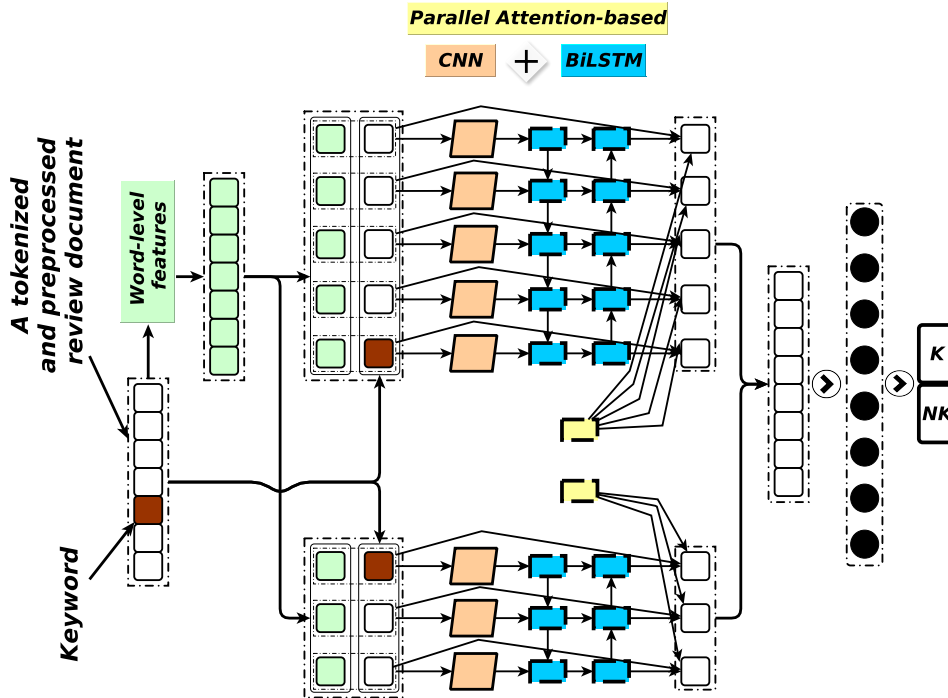 Parallel Attention-based
CNN
+
BiLSTM
A tokenized
and preprocessed
review document
Word-level
features
Keyword
K
NK